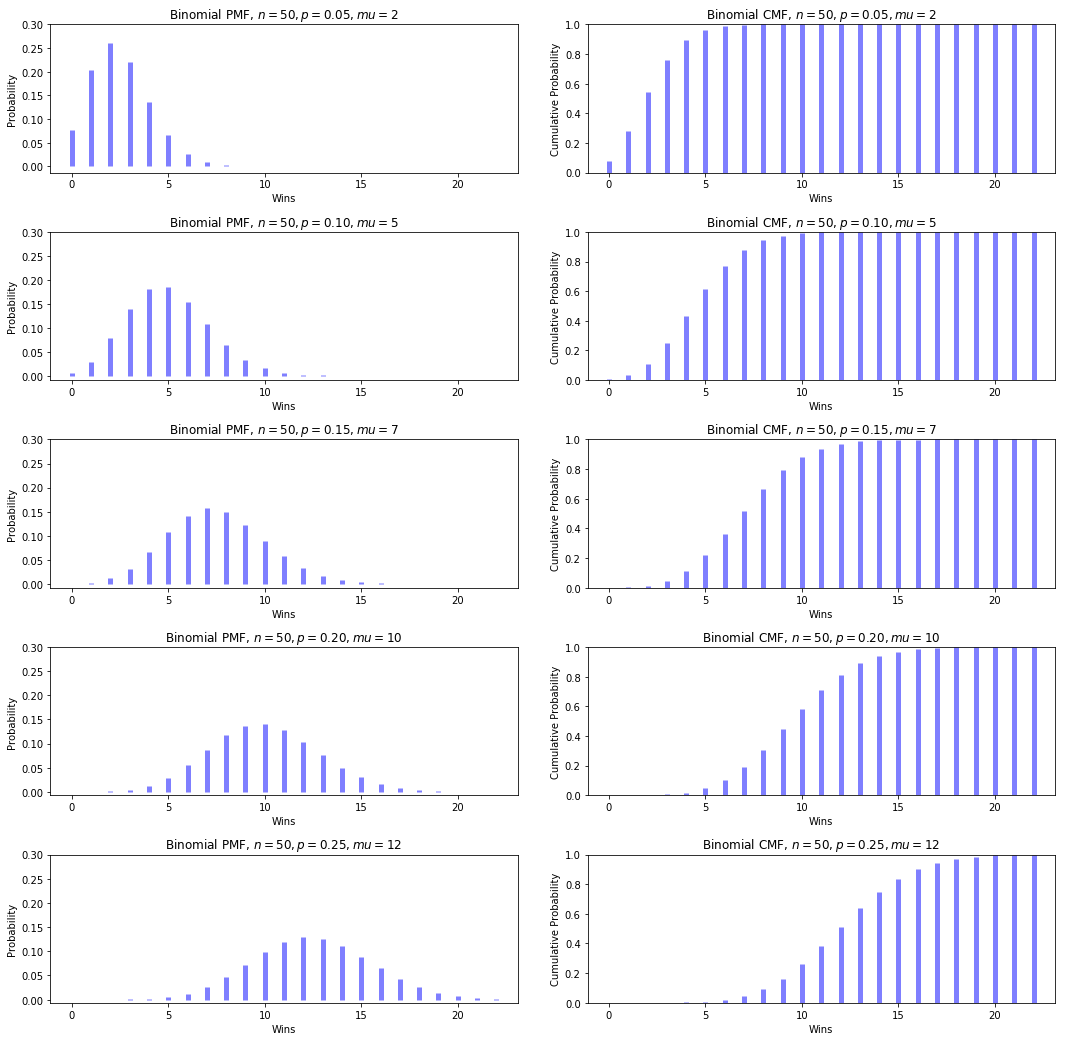 Binomial PMF, n = 50, p = 0.05, mu = 2
0.30
0.25
0.20
0.15
0.10
0.05
0.00
Probability
0 5 10 15 20
Wins
Binomial CMF, n = 50, p = 0.05, mu = 2
1.0
0.8
0.6
0.4
0.2
0.0
Cumulative Probability
0 5 10 15 20
Wins
Binomial PMF, n = 50, p = 0.10, mu = 5
0.30
0.25
0.20
0.15
0.10
0.05
0.00
Probability
0 5 10 15 20
Wins
Binomial CMF, n = 50, p = 0.10, mu = 5
1.0
0.8
0.6
0.4
0.2
0.0
Cumulative Probability
0 5 10 15 20
Wins
Binomial PMF, n = 50, p = 0.15, mu = 7
0.30
0.25
0.20
0.15
0.10
0.05
0.00
Probability
0 5 10 15 20
Wins
Binomial CMF, n = 50, p = 0.15, mu = 7
1.0
0.8
0.6
0.4
0.2
0.0
Cumulative Probability
0 5 10 15 20
Wins
Binomial PMF, n = 50, p = 0.20, mu = 10
0.30
0.25
0.20
0.15
0.10
0.05
0.00
Probability
0 5 10 15 20
Wins
Binomial CMF, n = 50, p = 0.20, mu = 10
1.0
0.8
0.6
0.4
0.2
0.0
Cumulative Probability
0 5 10 15 20
Wins
Binomial PMF, n = 50, p = 0.25, mu = 12
0.30
0.25
0.20
0.15
0.10
0.05
0.00
Probability
0 5 10 15 20
Wins
Binomial CMF, n = 50, p = 0.25, mu = 12
1.0
0.8
0.6
0.4
0.2
0.0
Cumulative Probability
0 5 10 15 20
Wins